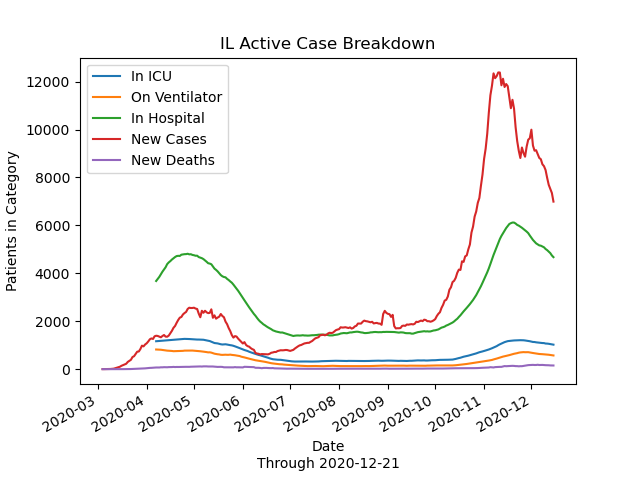 IL Active Case Breakdown
In ICU
On Ventilator
In Hospital
New Cases
New Deaths
Patients in Category
12000
10000
8000
6000
4000
2000
0
2020-03
2020-04
2020-05
2020-06
2020-07
2020-08
2020-09
2020-10
2020-11
2020-12
Date
Through 2020-12-21